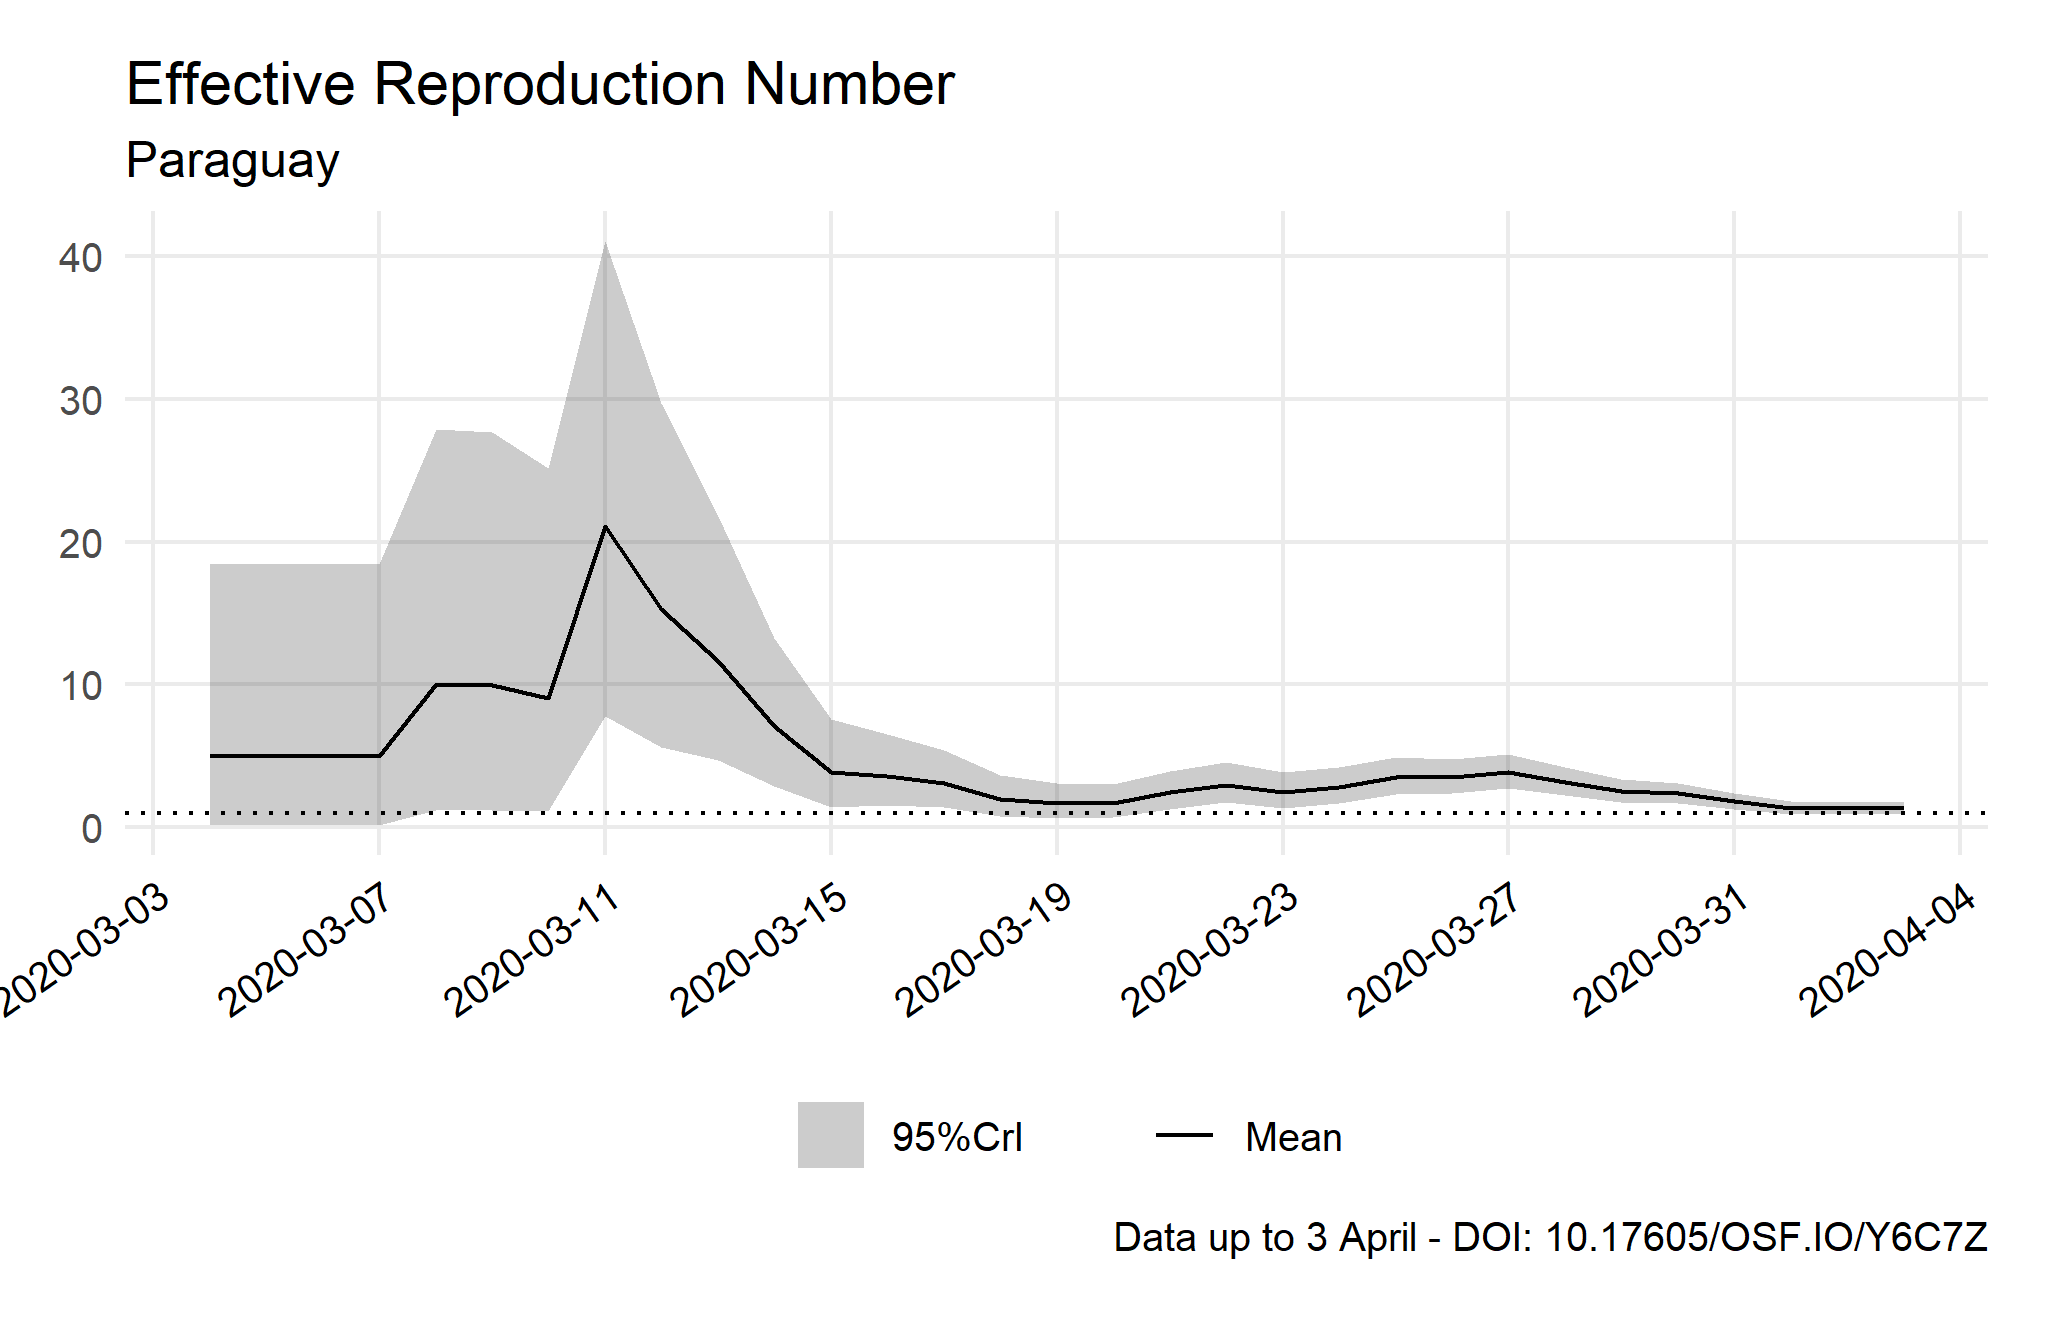 Effective Reproduction Number
Paraguay
40
30
20
10
0
2020-03-03
2020-03-07
2020-03-11
2020-03-15
2020-03-19
2020-03-23
2020-03-27
2020-03-31
2020-04-04
95%CrI
Mean
Data up to 3 April - DOI: 10.17605/OSF.IO/Y6C7Z